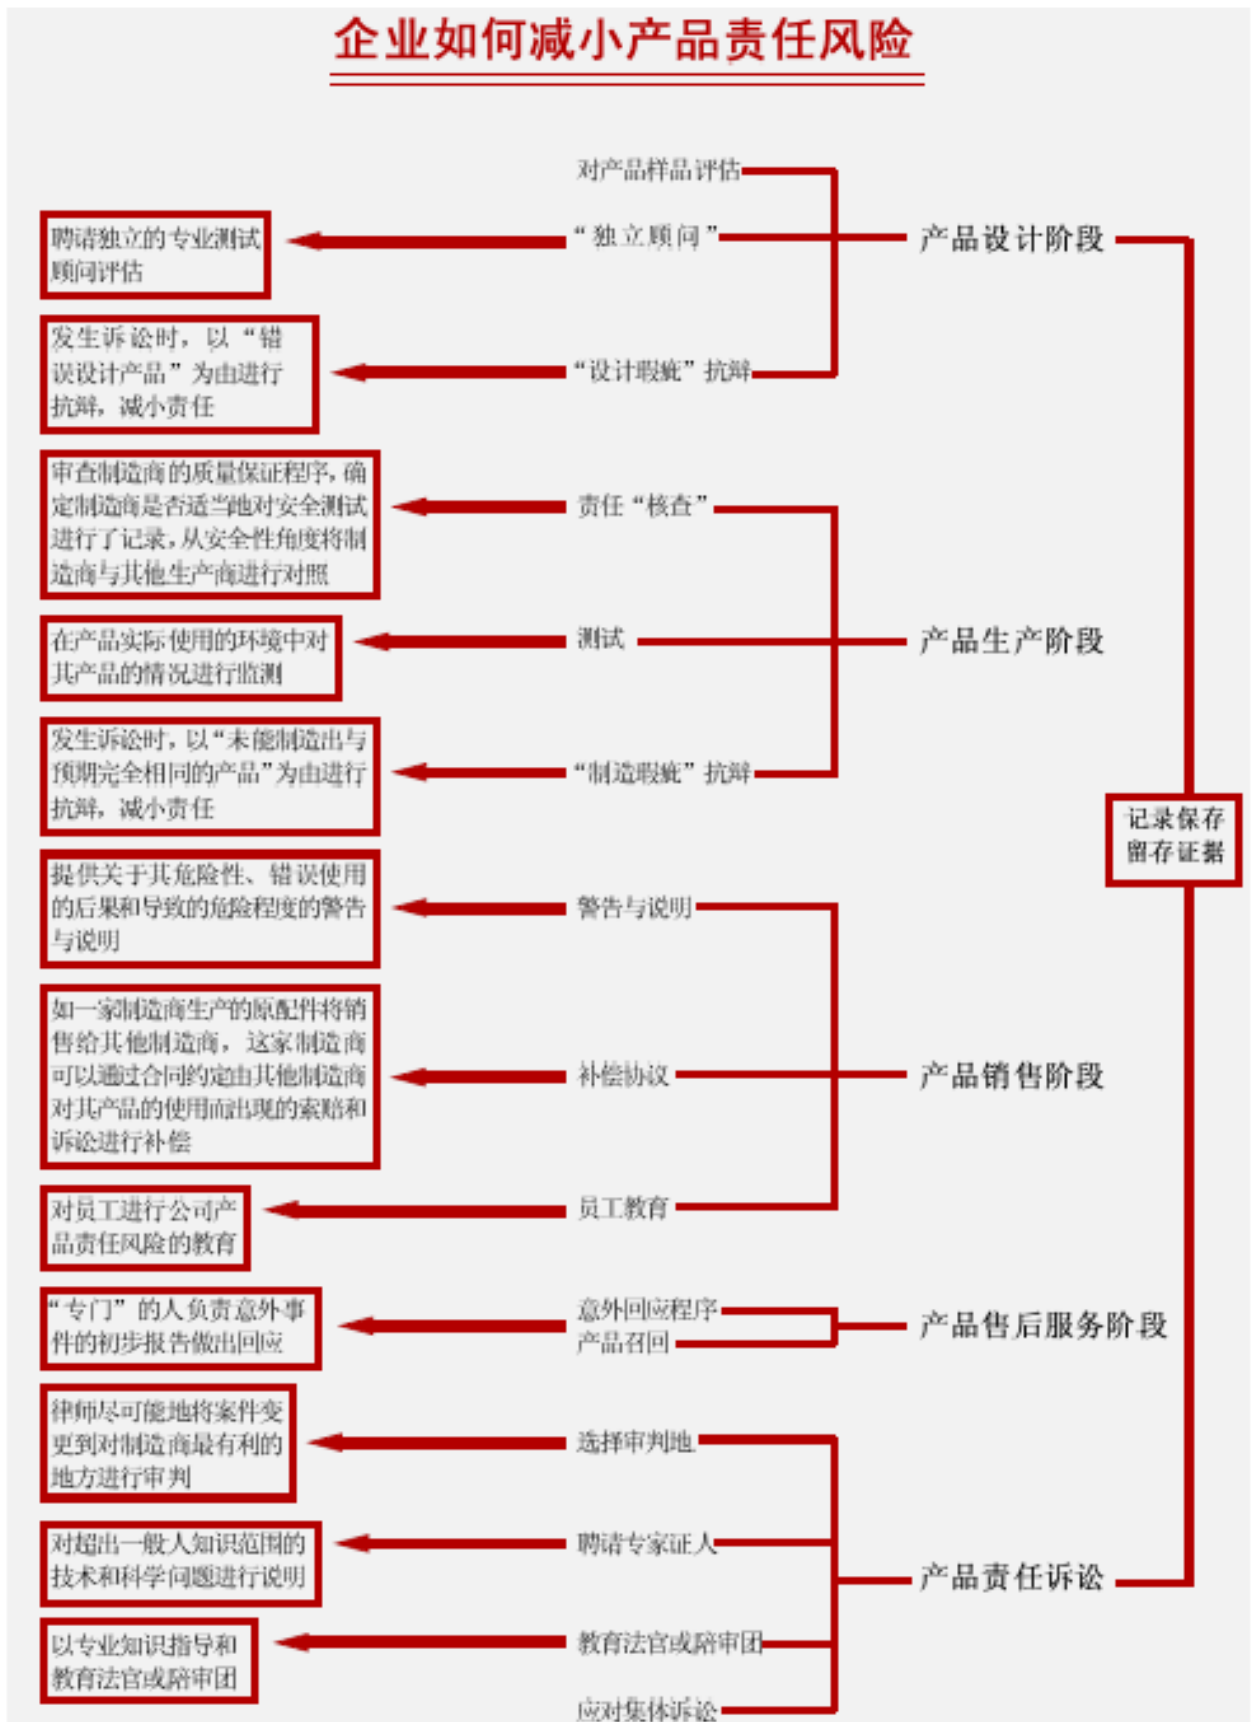 企业如何减小产品责任风险
对产品样品评估
聘请独立的专业测试
顾问评估
“独立顾问”
产品设计阶段
发生诉讼时，以“错
误设计产品”为由进行
抗辩，减小责任
“设计瑕疵”抗辩
审查制造商的质量保证程序，确
定制造商是否适当地对安全测试
进行了记录，从安全性角度将制
造商与其他生产商进行对照
责任“核查”
在产品实际使用的环境中对
其产品的情况进行监测
测试
产品生产阶段
发生诉讼时，以“未能制造出与
预期完全相同的产品”为由进行
抗辩，减小责任
“制造瑕疵”抗辩
记录保存
留存证据
提供关于其危险性、错误使用
的后果和导致的危险程度的警告
与说明
警告与说明
如一家制造商生产的原配件将销
售给其他制造商，这家制造商
可以通过合同约定由其他制造商
对其产品的使用而出现的索赔和
诉讼进行补偿
补偿协议
产品销售阶段
对员工进行公司产
品责任风险的教育
员工教育
“专门”的人负责意外事
件的初步报告做出回应
意外回应程序
产品召回
产品售后服务阶段
律师尽可能地将案件变
更到对制造商最有利的
地方进行审判
选择审判地
对超出一般人知识范围的
技术和科学问题进行说明
聘请专家证人
产品责任诉讼
以专业知识指导和
教育法官或陪审团
教育法官或陪审团
应对集体诉讼